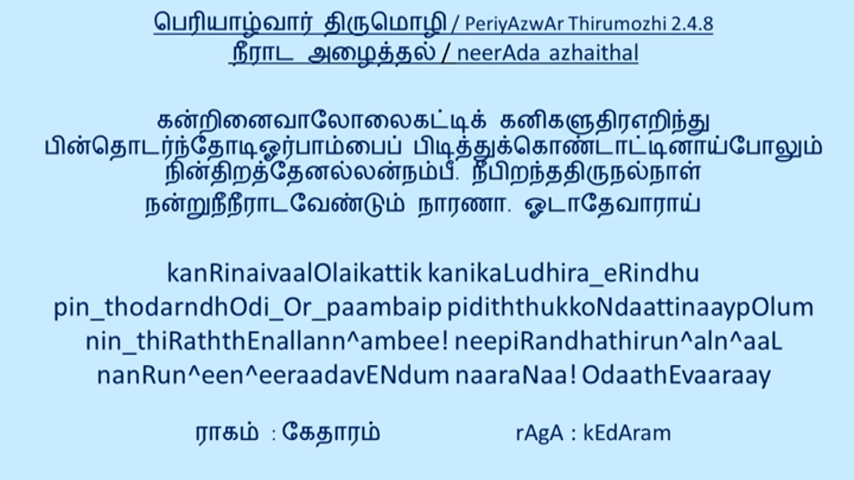 பெரியாழ்வார் திருமொழி / PeriyAzwAr Thirumozhi 2.4.8
நீராட அழைத்தல் / neerAda azhaithal
கன்றினைவாலோலைகட்டிக் கனிகளுதிரஎறிந்து
பின்தொடர்ந்தோடிஓர்பாம்பைப் பிடித்துக்கொண்டாட்டினாய்போலும்
நின்திறத்தேனல்லன்நம்பீ. நீபிறந்ததிருநல்நாள்
நன்றுநீநீராடவேண்டும் நாரணா. ஓடாதேவாராய்
kanRinaivaalOlaikattik kanikaLudhira_eRindhu
pin_thodarndhOdi_Or_paambaip pidiththukkoNdaattinaaypOlum
nin_thiRaththEnallann^ambee! neepiRandhathirun^aln^aaL
nanRun^een^eeraadavENdum naaraNaa! OdaathEvaaraay
ராகம் : கேதாரம் rAgA : kEdAram